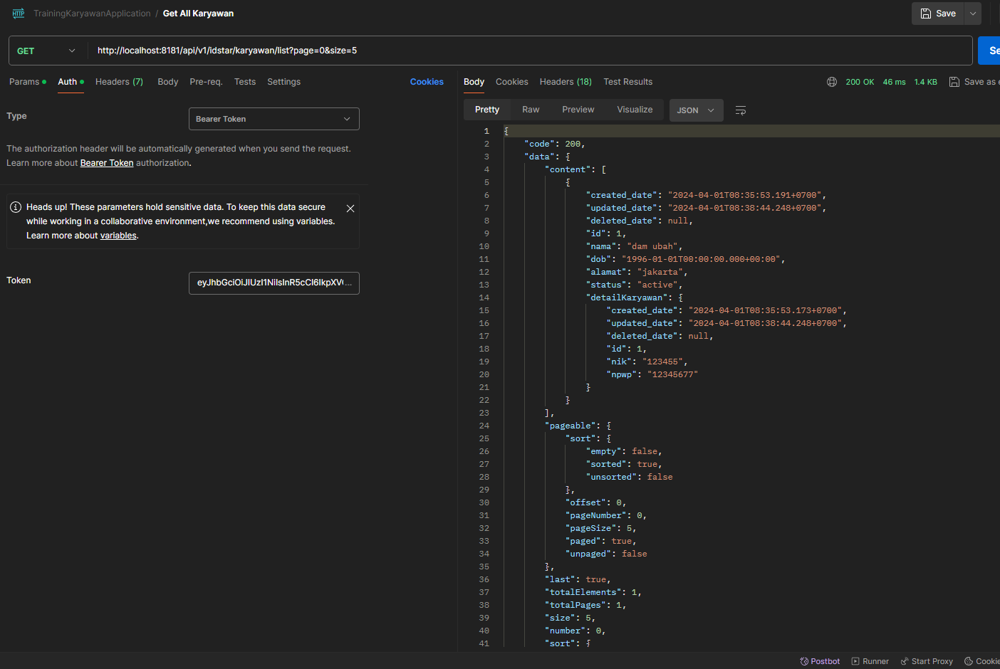 TrainingKaryawanApplication / Get All Karyawan
Save
GET
http://localhost:8181/api/v1/idstar/karyawan/list?page=0&size=5
Params
Auth
Headers (7)
Body
Pre-req.
Tests
Settings
Cookies
Type
Bearer Token
The authorization header will be automatically generated when you send the request.
Learn more about Bearer Token authorization.
Heads up! These parameters hold sensitive data. To keep this data secure
while working in a collaborative environment,we recommend using variables.
Learn more about variables.
Token
Body
Cookies
Headers (18)
Test Results
200 OK
46 ms
1.4 KB
Save as
Pretty
Raw
Preview
Visualize
JSON
1 {
2 "code": 200,
3 "data": {
4 "content": [
5 {
6 "created_date": "2024-04-01T08:35:53.191+0700",
7 "updated_date": "2024-04-01T08:38:44.248+0700",
8 "deleted_date": null,
9 "id": 1,
10 "nama": "dam ubah",
11 "dob": "1996-01-01T00:00:00.000+00:00",
12 "alamat": "jakarta",
13 "status": "active",
14 "detailKaryawan": {
15 "created_date": "2024-04-01T08:35:53.173+0700",
16 "updated_date": "2024-04-01T08:38:44.248+0700",
17 "deleted_date": null,
18 "id": 1,
19 "nik": "123455",
20 "npwp": "12345677"
21 }
22 }
23 ],
24 "pageable": {
25 "sort": {
26 "empty": false,
27 "sorted": true,
28 "unsorted": false
29 },
30 "offset": 0,
31 "pageNumber": 0,
32 "pageSize": 5,
33 "paged": true,
34 "unpaged": false
35 },
36 "last": true,
37 "totalElements": 1,
38 "totalPages": 1,
39 "size": 5,
40 "number": 0,
41 "sort": {
Postbot
Runner
Start Proxy